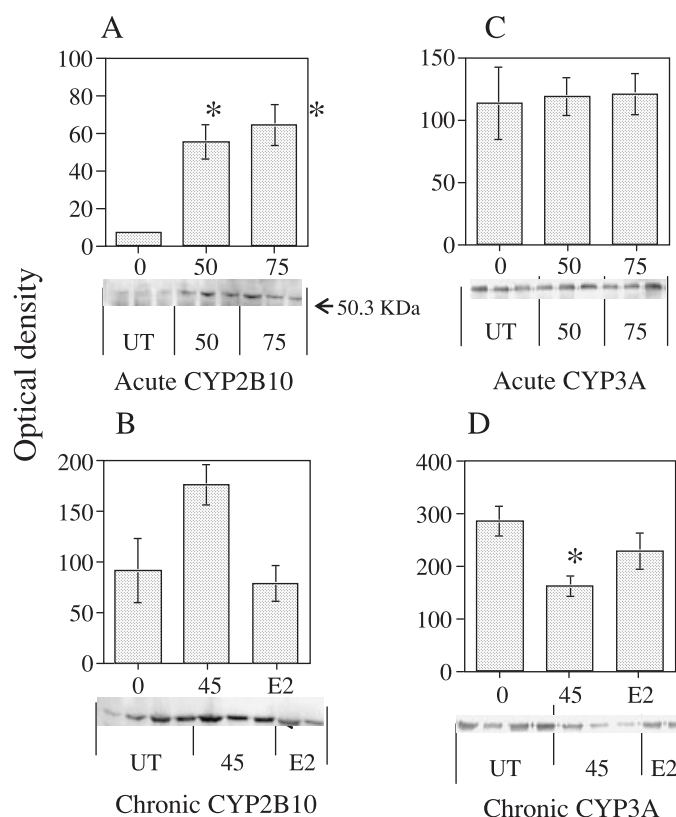 Optical density
A
100
80
60
40
20
0
* *
0 50 75
50.3 KDa
UT 50 75
Acute CYP2B10
C
150
100
50
0
0 50 75
UT 50 75
Acute CYP3A
B
200
150
100
50
0
0 45 E2
UT 45 E2
Chronic CYP2B10
D
400
300
200
100
0
*
0 45 E2
UT 45 E2
Chronic CYP3A